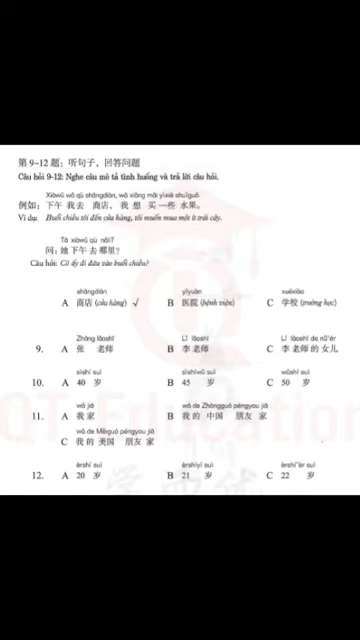 第 9-12 题：听句子，回答问题
Câu hỏi 9-12: Nghe câu mô tả tình huống và trả lời câu hỏi.
Xiàwǔ wǒ qù shāngdiàn, wǒ xiǎng mǎi yìxiē shuǐguǒ.
例如：下午 我 去 商店，我 想 买 一些 水果。
Ví dụ: Buổi chiều tôi đến cửa hàng, tôi muốn mua một ít trái cây.
Tā xiàwǔ qù nǎlǐ?
问：她 下午 去 哪里？
Câu hỏi: Cô ấy đi đâu vào buổi chiều?
shāngdiàn yīyuàn xuéxiào
A 商店 (cửa hàng) √ B 医院 (bệnh viện) C 学校 (trường học)
Zhāng lǎoshī Lǐ lǎoshī Lǐ lǎoshī de nǚ'ér
9. A 张 老师 B 李 老师 C 李 老师 的 女儿
sìshí suì sìshíwǔ suì wǔshí suì
10. A 40 岁 B 45 岁 C 50 岁
wǒ jiā wǒ de Zhōngguó péngyou jiā
11. A 我 家 B 我 的 中国 朋友 家
wǒ de Měiguó péngyou jiā
C 我 的 美国 朋友 家
èrshí suì èrshíyī suì èrshí'èr suì
12. A 20 岁 B 21 岁 C 22 岁
QT Education